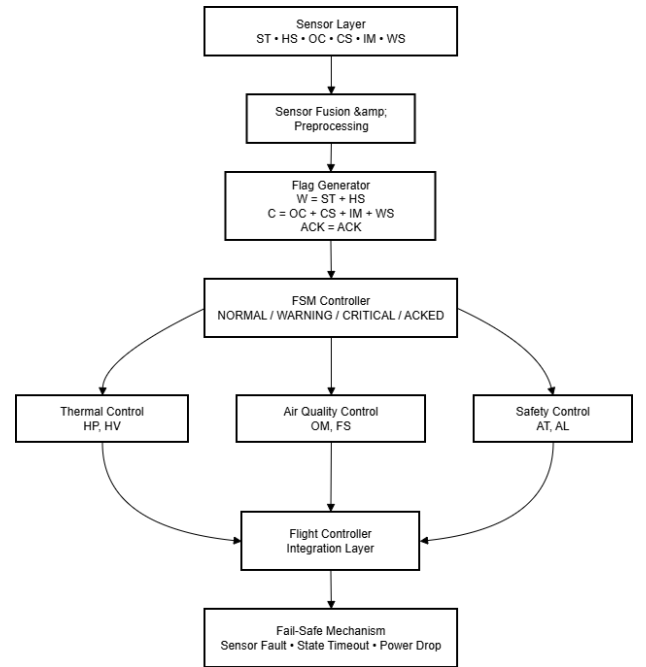 Sensor Layer
ST • HS • OC • CS • IM • WS
Sensor Fusion &amp;
Preprocessing
Flag Generator
W = ST + HS
C = OC + CS + IM + WS
ACK = ACK
FSM Controller
NORMAL / WARNING / CRITICAL / ACKED
Thermal Control
HP, HV
Air Quality Control
OM, FS
Safety Control
AT, AL
Flight Controller
Integration Layer
Fail-Safe Mechanism
Sensor Fault • State Timeout • Power Drop